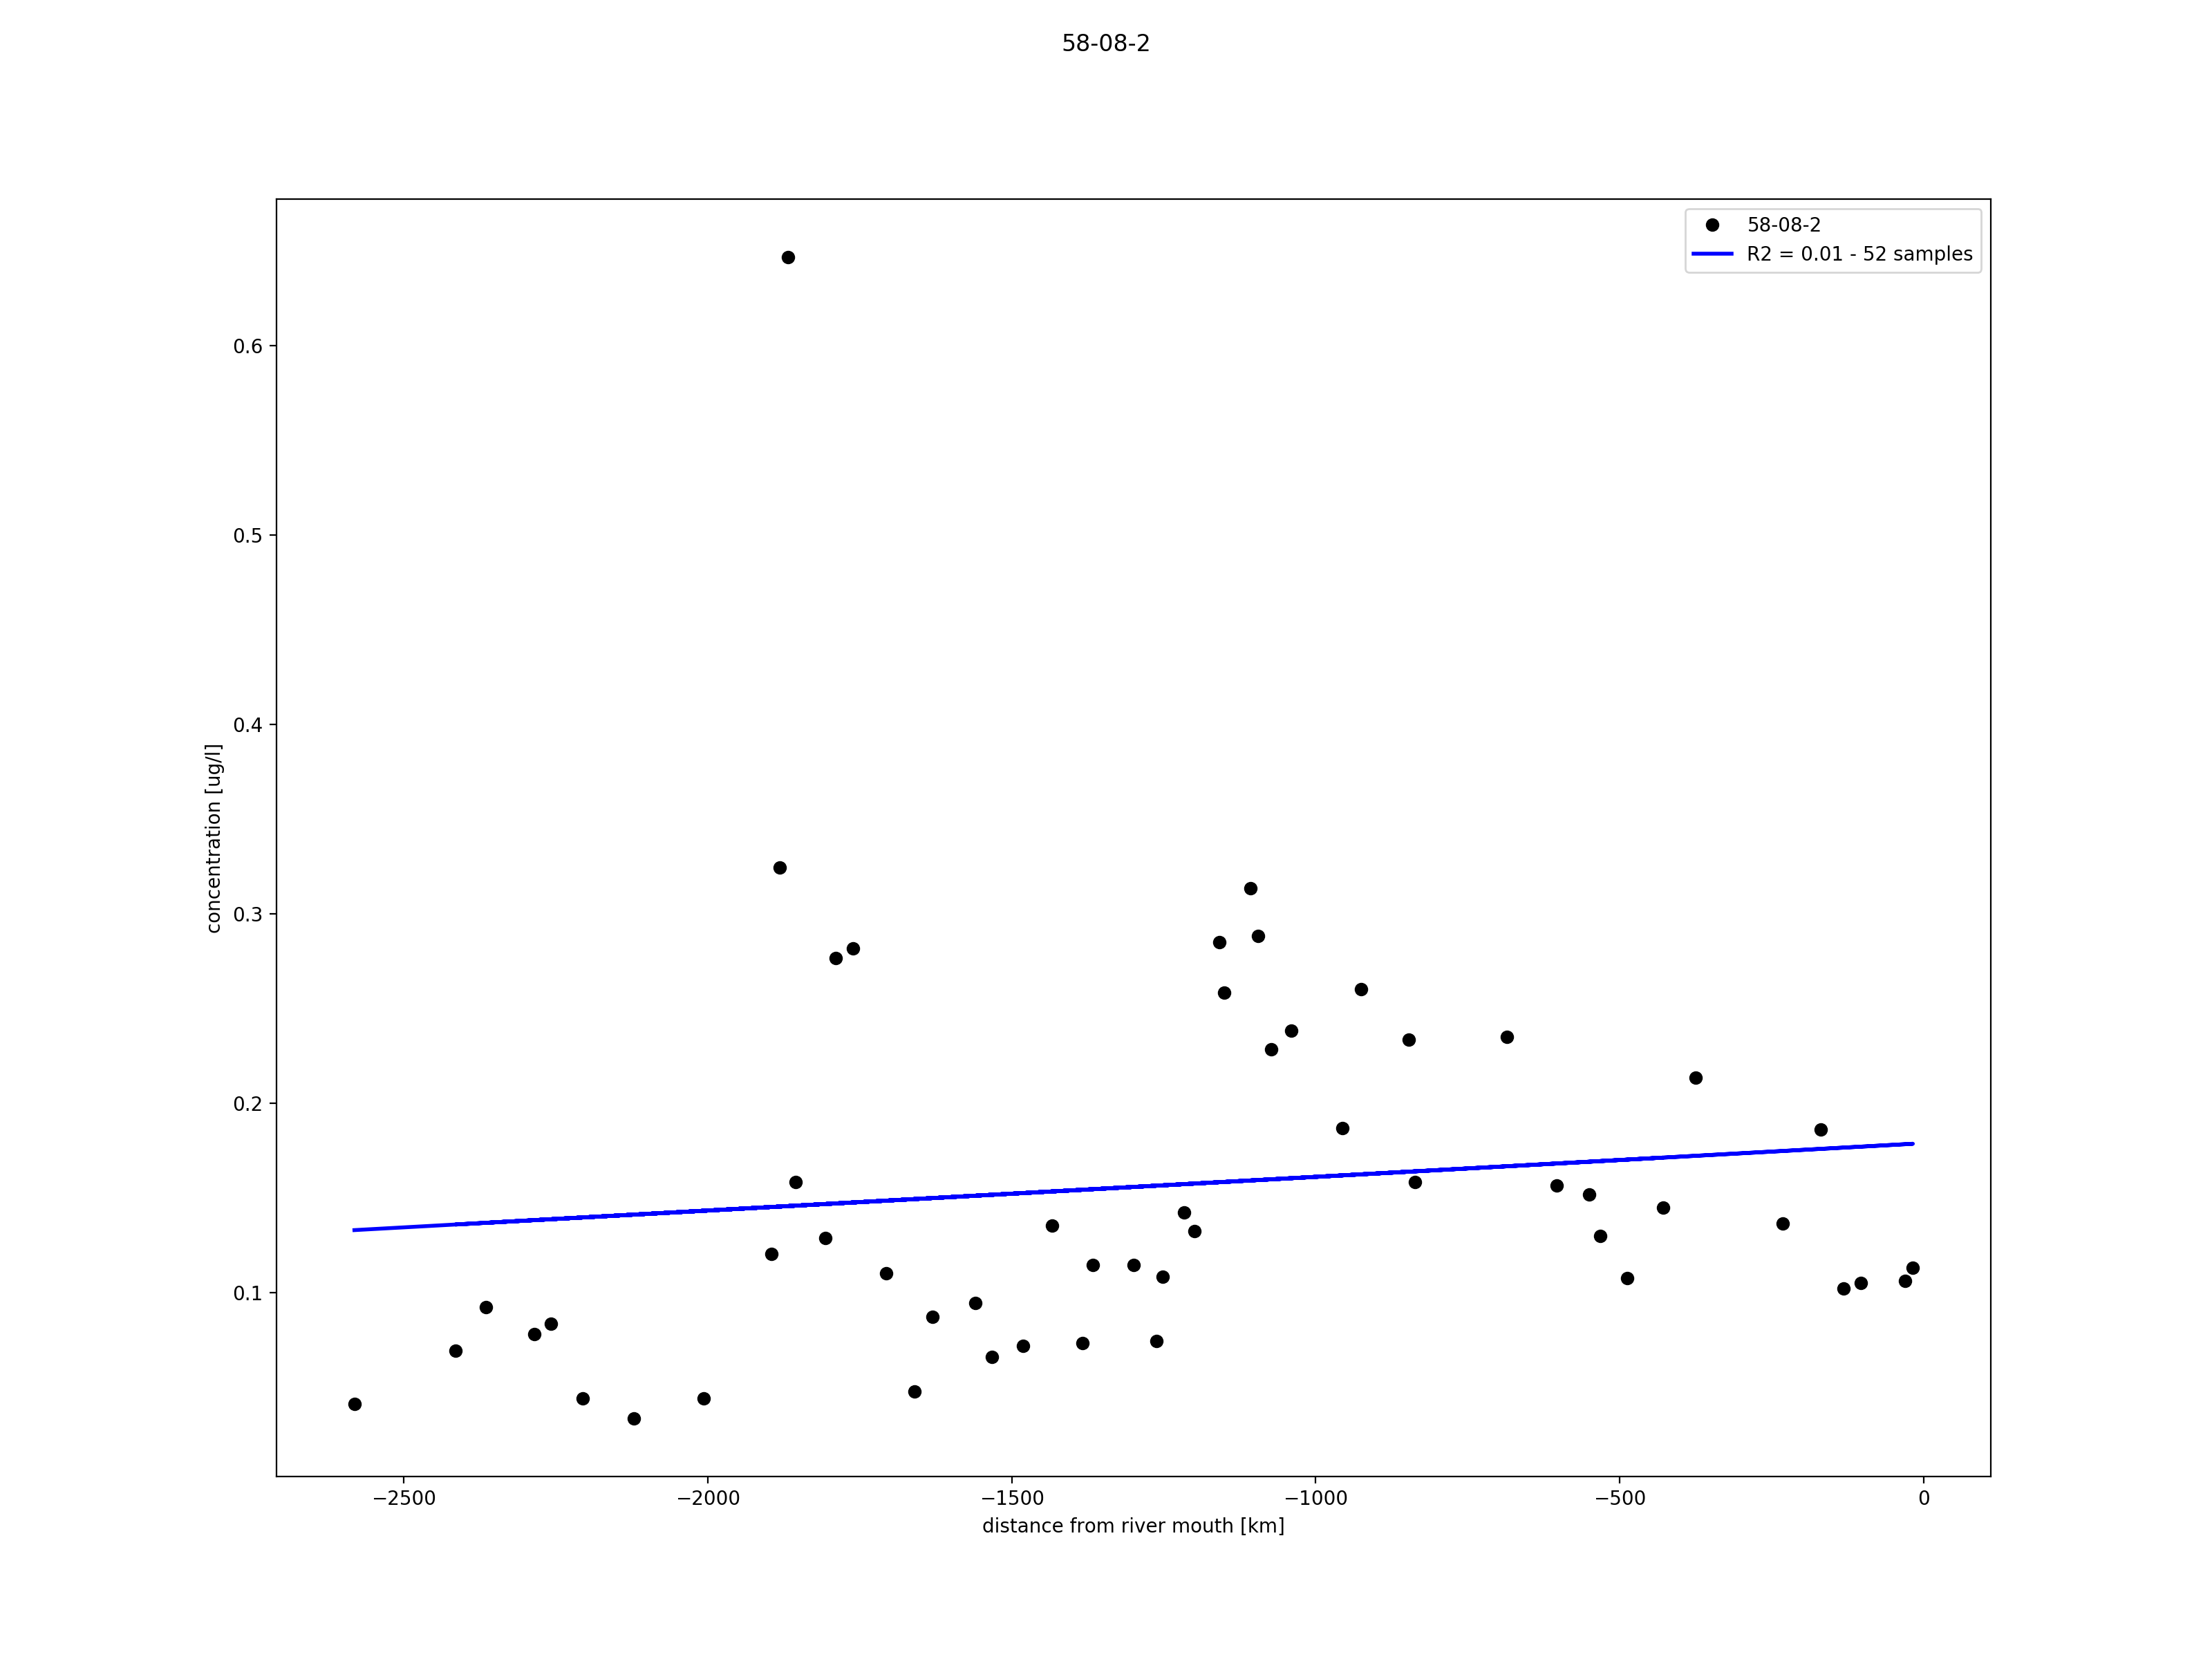 58-08-2
58-08-2
R2 = 0.01 - 52 samples
0.6
0.5
0.4
0.3
0.2
0.1
concentration [ug/l]
−2500 −2000 −1500 −1000 −500 0
distance from river mouth [km]